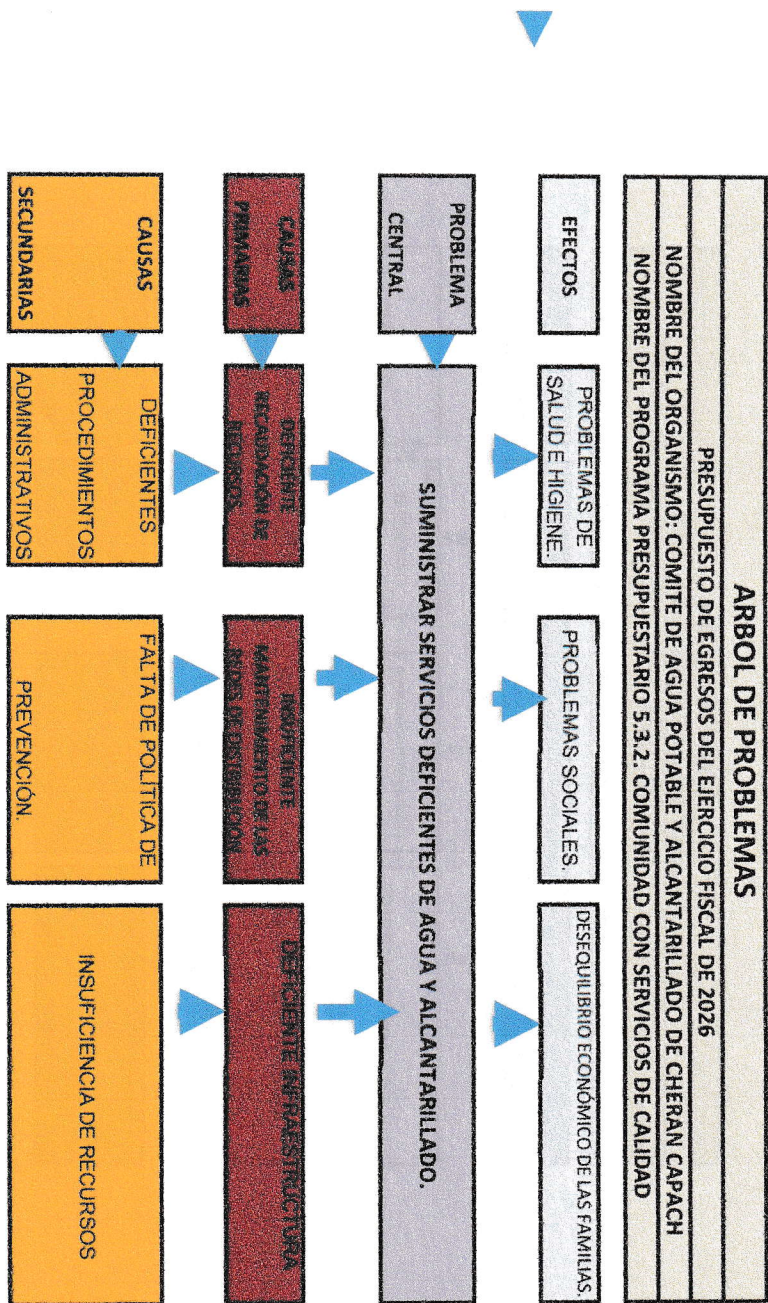 ARBOL DE PROBLEMAS
PRESUPUESTO DE EGRESOS DEL EJERCICIO FISCAL DE 2026
NOMBRE DEL ORGANISMO: COMITE DE AGUA POTABLE Y ALCANTARILLADO DE CHERAN CAPACH
NOMBRE DEL PROGRAMA PRESUPUESTARIO 5.3.2. COMUNIDAD CON SERVICIOS DE CALIDAD
EFECTOS
PROBLEMAS DE
SALUD E HIGIENE.
PROBLEMAS SOCIALES.
DESEQUILIBRIO ECONÓMICO DE LAS FAMILIAS.
PROBLEMA
CENTRAL
SUMINISTRAR SERVICIOS DEFICIENTES DE AGUA Y ALCANTARILLADO.
CAUSAS
PRIMARIAS
DEFICIENTE
RECAUDACIÓN DE
RECURSOS.
INSUFICIENTE
MANTENIMIENTO DE LAS
REDES DE DISTRIBUCIÓN.
DEFICIENTE INFRAESTRUCTURA
CAUSAS
SECUNDARIAS
DEFICIENTES
PROCEDIMIENTOS
ADMINISTRATIVOS
FALTA DE POLÍTICA DE
PREVENCIÓN.
INSUFICIENCIA DE RECURSOS